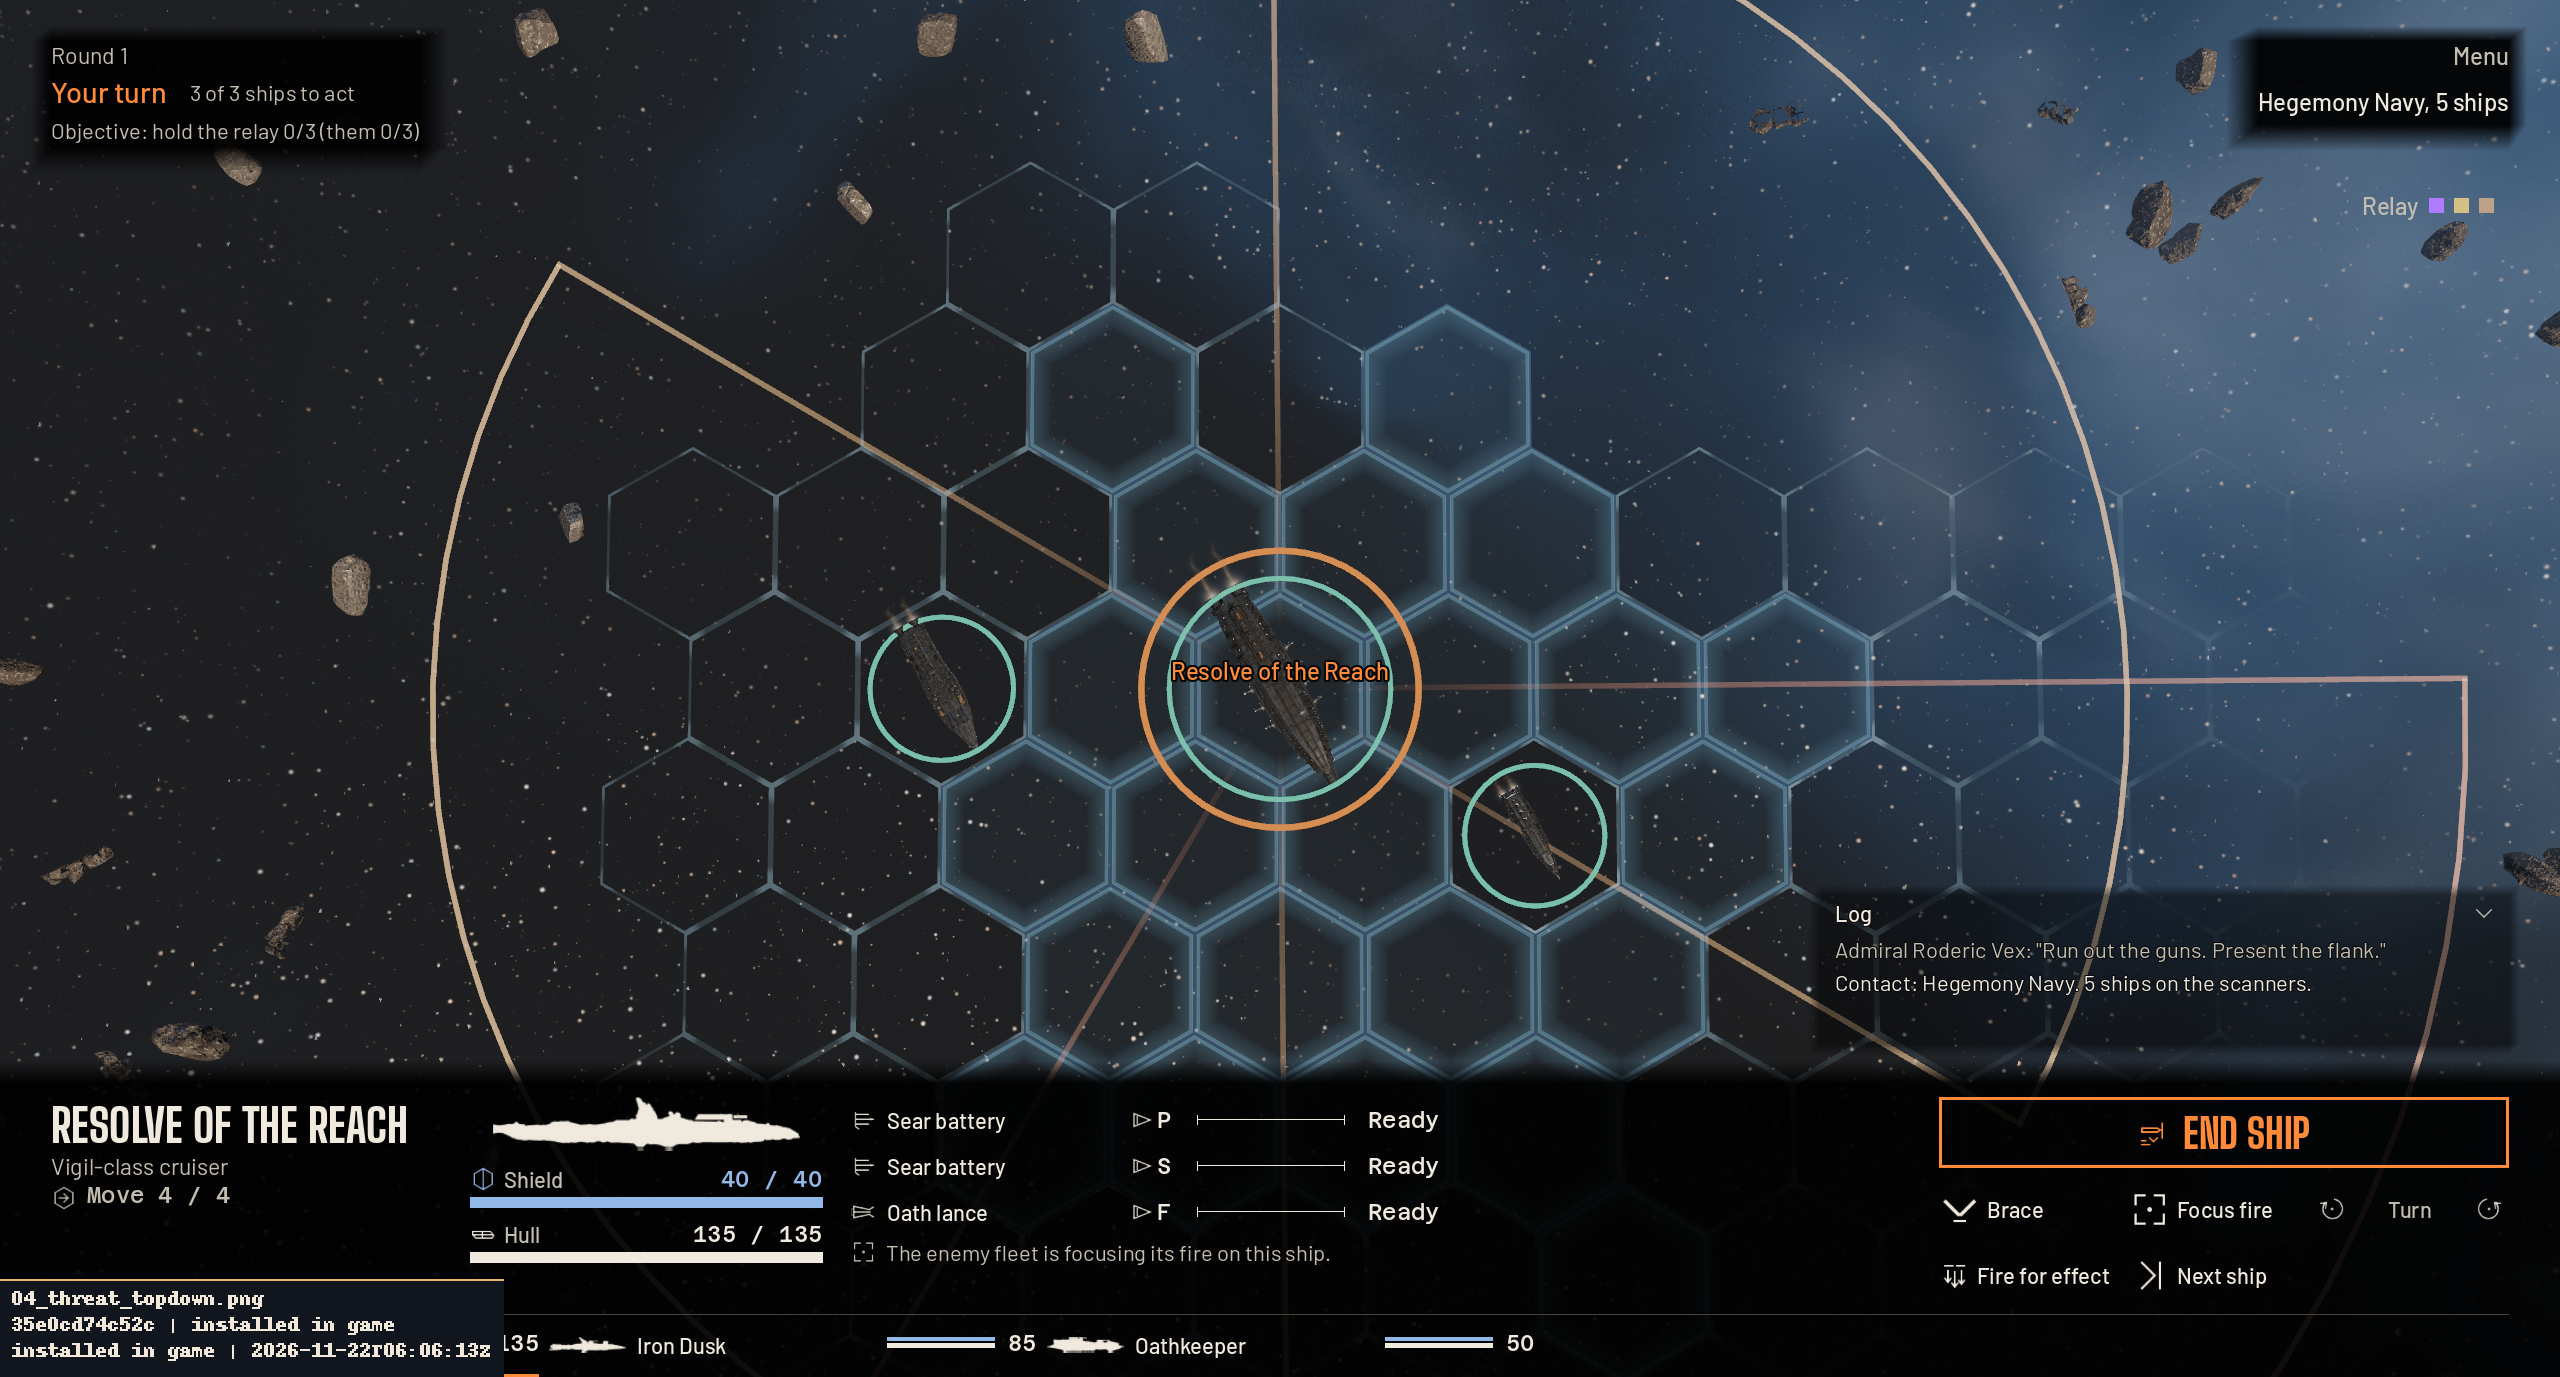 Round 1
Your turn 3 of 3 ships to act
Objective: hold the relay 0/3 (them 0/3)
Menu
Hegemony Navy, 5 ships
Relay
Resolve of the Reach
Log
Admiral Roderic Vex: "Run out the guns. Present the flank."
Contact: Hegemony Navy. 5 ships on the scanners.
RESOLVE OF THE REACH
Vigil-class cruiser
Move 4 / 4
Shield 40 / 40
Hull 135 / 135
Sear battery P Ready
Sear battery S Ready
Oath lance F Ready
The enemy fleet is focusing its fire on this ship.
END SHIP
Brace Focus fire Turn
Fire for effect Next ship
04_threat_topdown.png
35e0cd74c52c | installed in game
installed in game | 2026-11-22T06:06:13Z
135 Iron Dusk 85 Oathkeeper 50